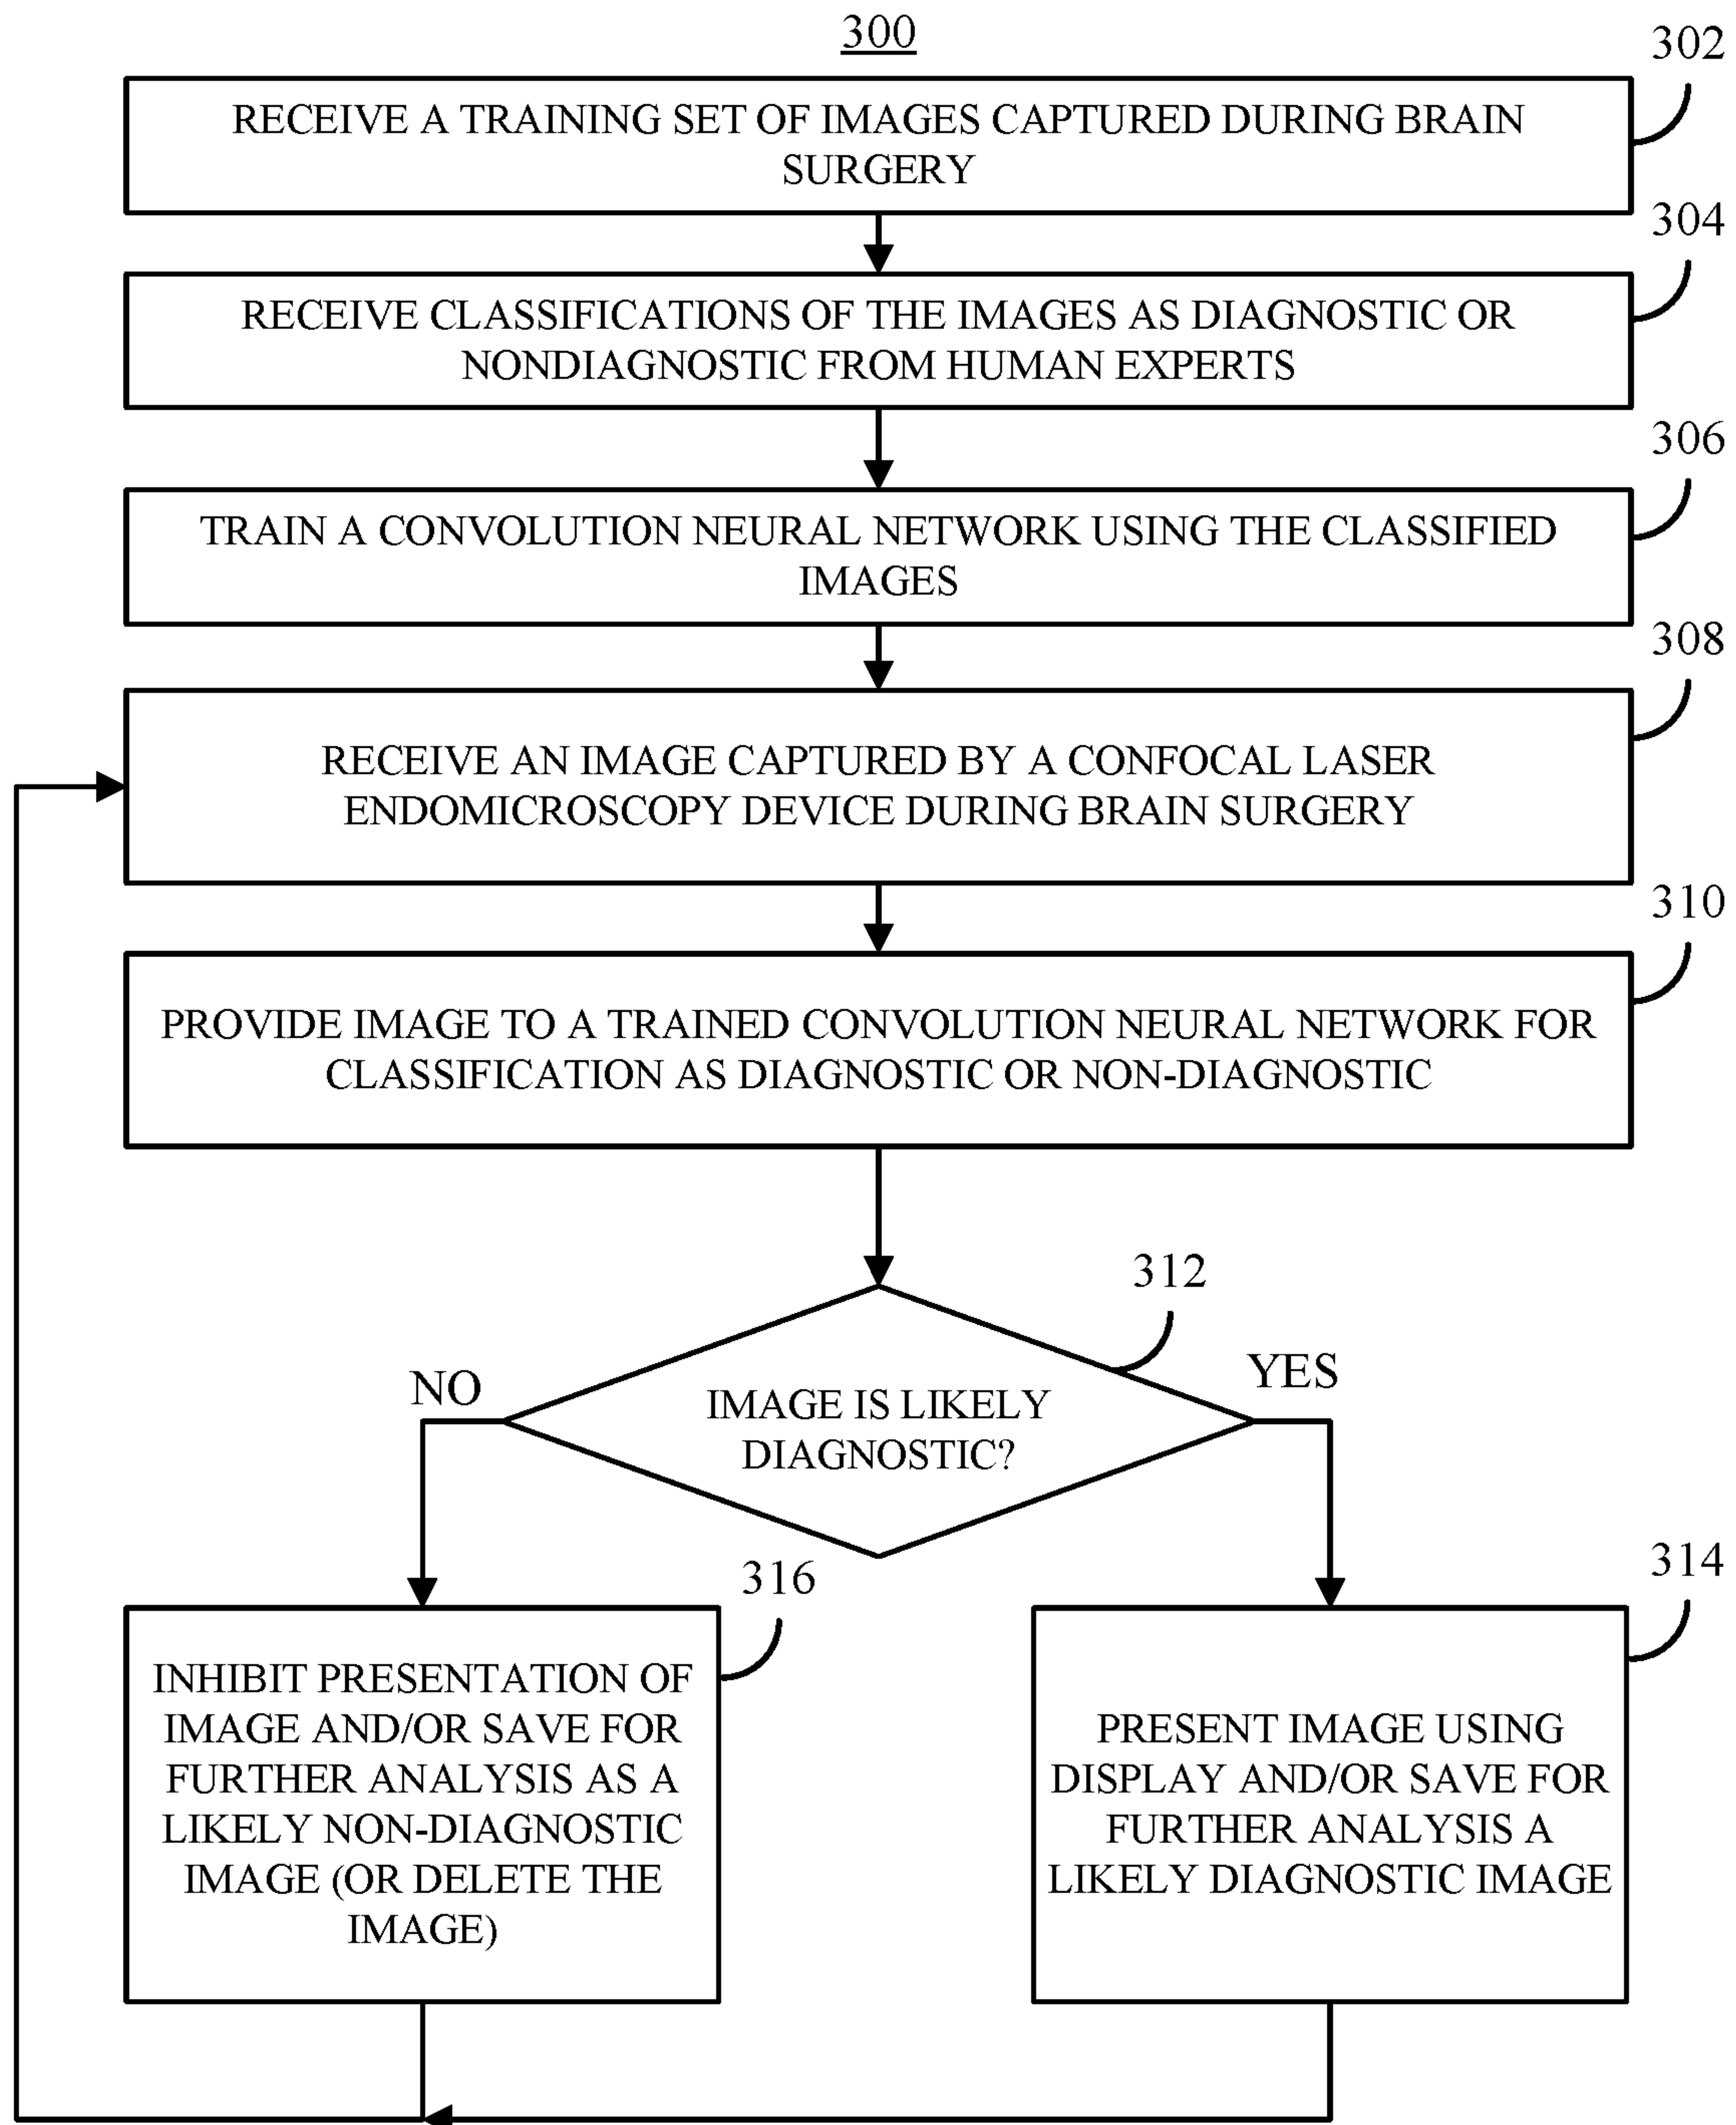 300
302
RECEIVE A TRAINING SET OF IMAGES CAPTURED DURING BRAIN
SURGERY
304
RECEIVE CLASSIFICATIONS OF THE IMAGES AS DIAGNOSTIC OR
NONDIAGNOSTIC FROM HUMAN EXPERTS
306
TRAIN A CONVOLUTION NEURAL NETWORK USING THE CLASSIFIED
IMAGES
308
RECEIVE AN IMAGE CAPTURED BY A CONFOCAL LASER
ENDOMICROSCOPY DEVICE DURING BRAIN SURGERY
310
PROVIDE IMAGE TO A TRAINED CONVOLUTION NEURAL NETWORK FOR
CLASSIFICATION AS DIAGNOSTIC OR NON-DIAGNOSTIC
312
NO
YES
IMAGE IS LIKELY
DIAGNOSTIC?
316
INHIBIT PRESENTATION OF
IMAGE AND/OR SAVE FOR
FURTHER ANALYSIS AS A
LIKELY NON-DIAGNOSTIC
IMAGE (OR DELETE THE
IMAGE)
314
PRESENT IMAGE USING
DISPLAY AND/OR SAVE FOR
FURTHER ANALYSIS A
LIKELY DIAGNOSTIC IMAGE